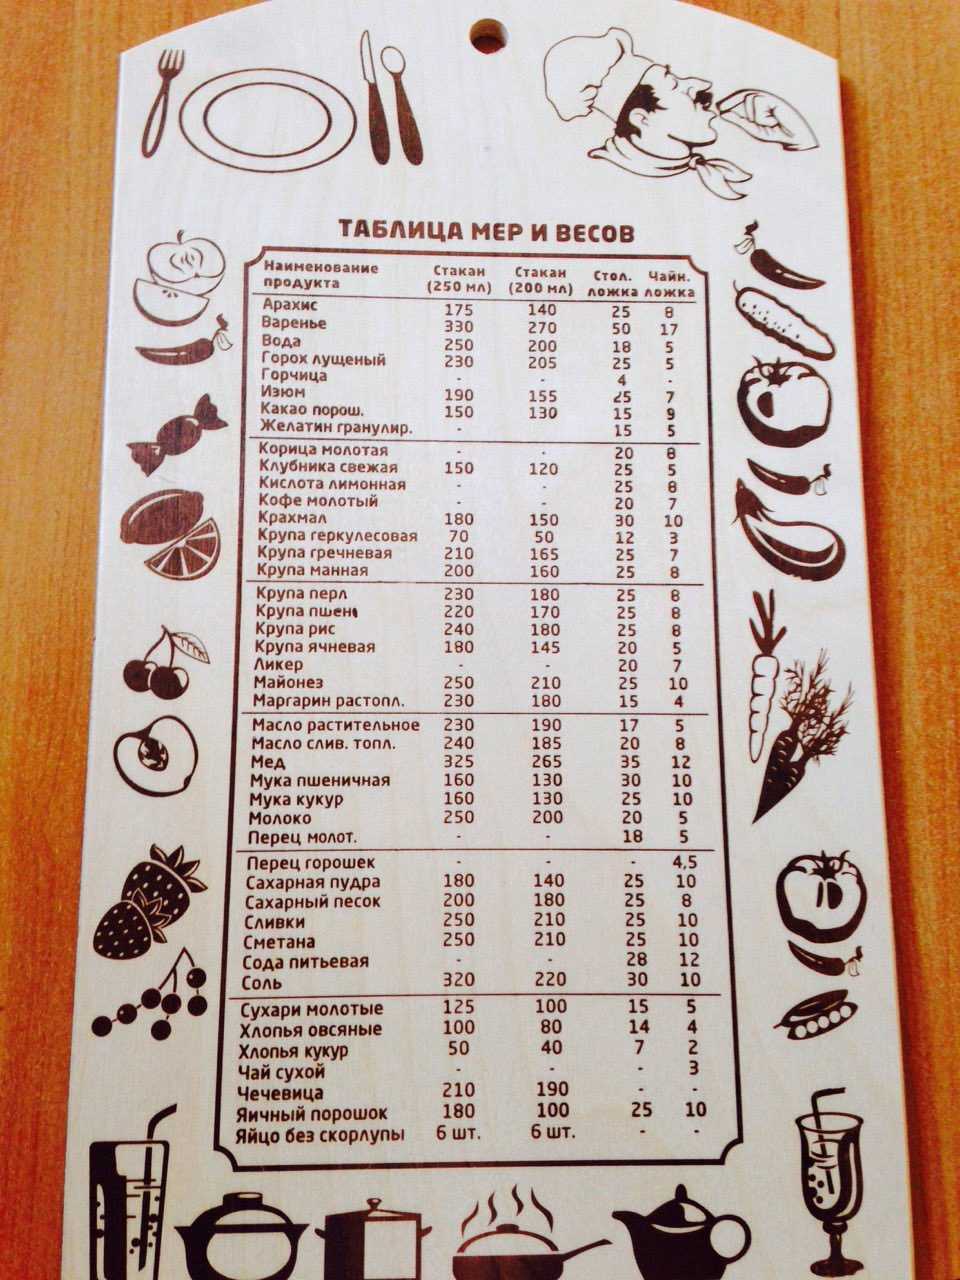 ТАБЛИЦА МЕР И ВЕСОВ
Наименование продукта Стакан (250 мл) Стакан (200 мл) Стол. ложка Чайн. ложка
Арахис 175 140 25 8
Варенье 330 270 50 17
Вода 250 200 18 5
Горох лущеный 230 205 25 5
Горчица - - 4 -
Изюм 190 155 25 7
Какао порош. 150 130 15 9
Желатин гранулир. - - 15 5
Корица молотая - - 20 8
Клубника свежая 150 120 25 5
Кислота лимонная - - 25 8
Кофе молотый - - 20 7
Крахмал 180 150 30 10
Крупа геркулесовая 70 50 12 3
Крупа гречневая 210 165 25 7
Крупа манная 200 160 25 8
Крупа перл 230 180 25 8
Крупа пшен 220 170 25 8
Крупа рис 240 180 25 8
Крупа ячневая 180 145 20 5
Ликер - - 20 7
Майонез 250 210 25 10
Маргарин растопл. 230 180 15 4
Масло растительное 230 190 17 5
Масло слив. топл. 240 185 20 8
Мед 325 265 35 12
Мука пшеничная 160 130 30 10
Мука кукур 160 130 25 10
Молоко 250 200 20 5
Перец молот. - - 18 5
Перец горошек - - - 4,5
Сахарная пудра 180 140 25 10
Сахарный песок 200 180 25 8
Сливки 250 210 25 10
Сметана 250 210 25 10
Сода питьевая - - 28 12
Соль 320 220 30 10
Сухари молотые 125 100 15 5
Хлопья овсяные 100 80 14 4
Хлопья кукур 50 40 7 2
Чай сухой - - - 3
Чечевица 210 190 - -
Яичный порошок 180 100 25 10
Яйцо без скорлупы 6 шт. 6 шт. - -